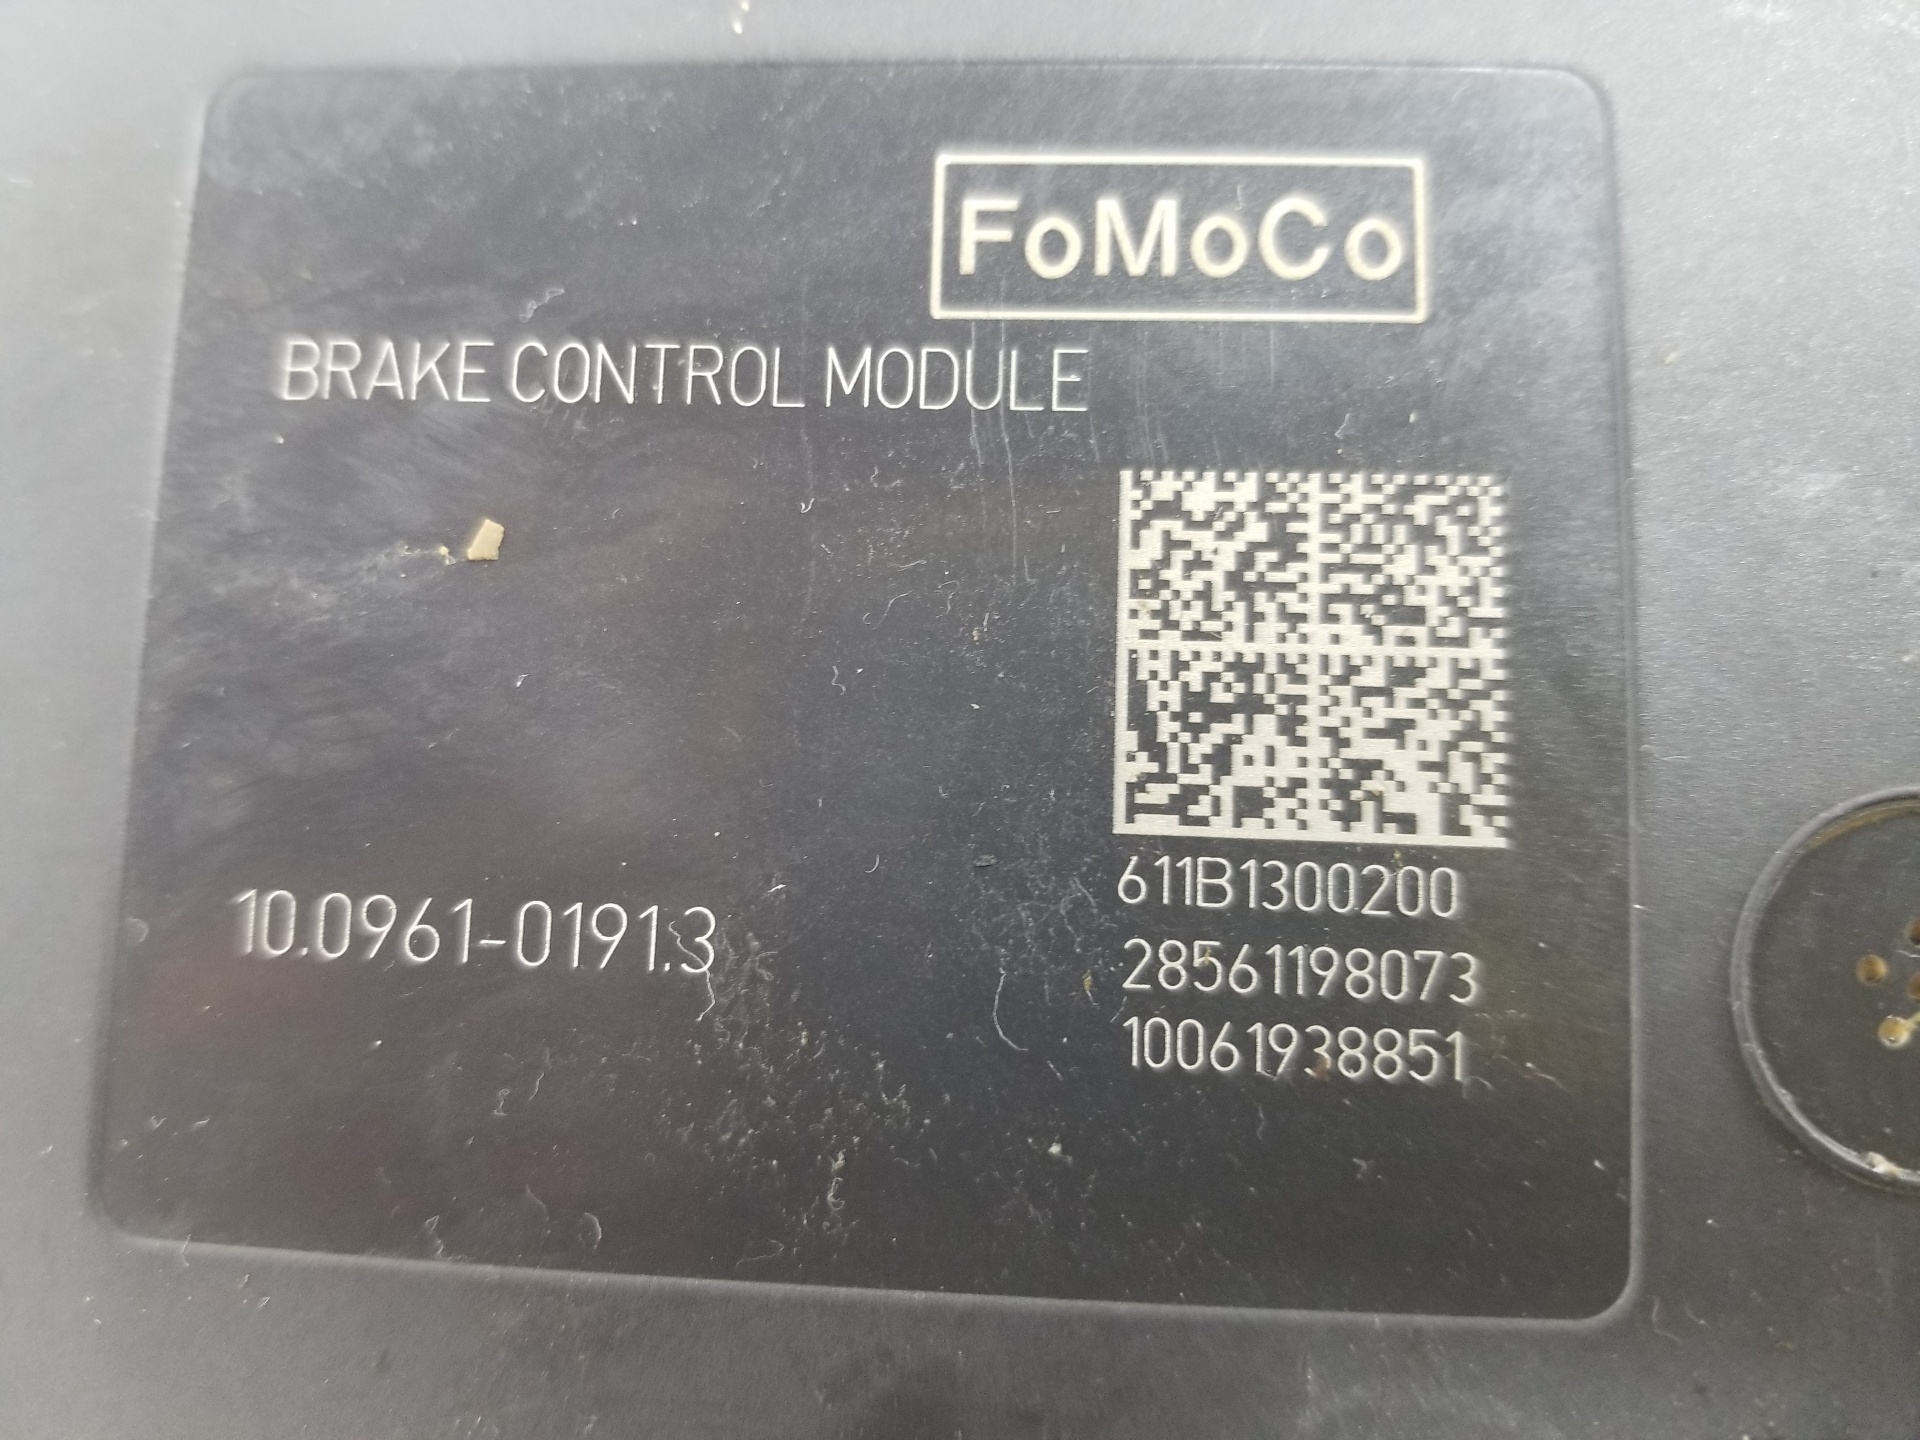 FoMoCo
BRAKE CONTROL MODULE
10.0961-0191.3
611B1300200
28561198073
10061938851